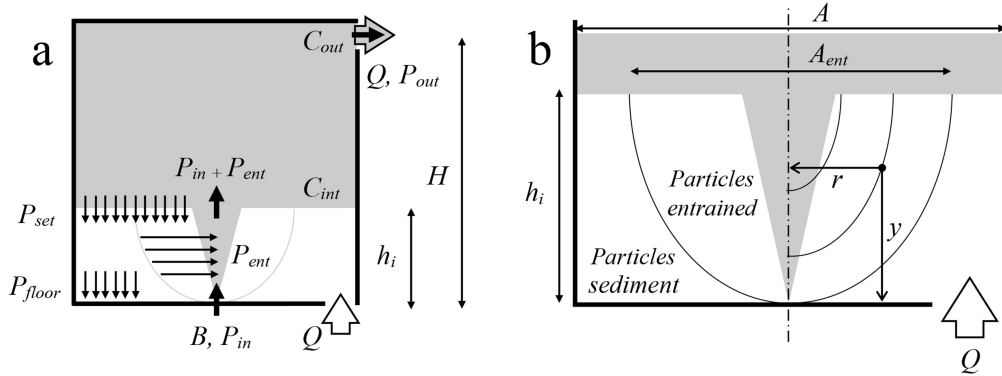 a
C_out
Q, P_out
P_in + P_ent
C_int
H
P_set
P_ent
h_i
P_floor
B, P_in
Q
b
A
A_ent
h_i
Particles
entrained
r
y
Particles
sediment
Q